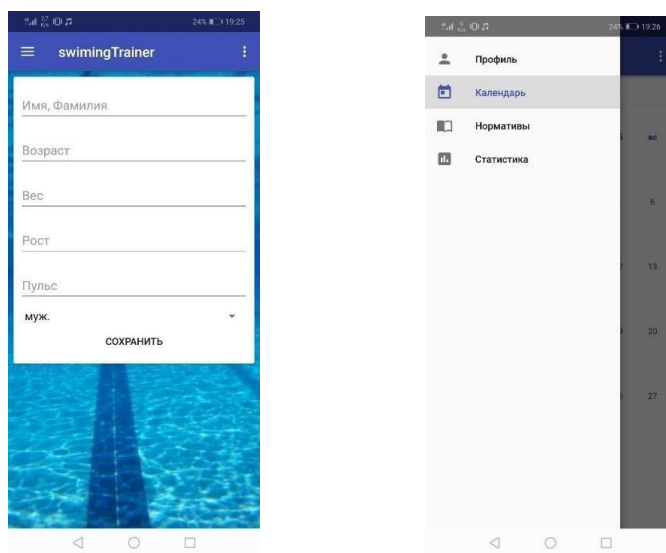 24% 19:25
swimingTrainer
Имя, Фамилия
Возраст
Вес
Рост
Пульс
муж.
СОХРАНИТЬ
24% 19:26
Профиль
Календарь
Нормативы
Статистика
вс
6
13
20
27